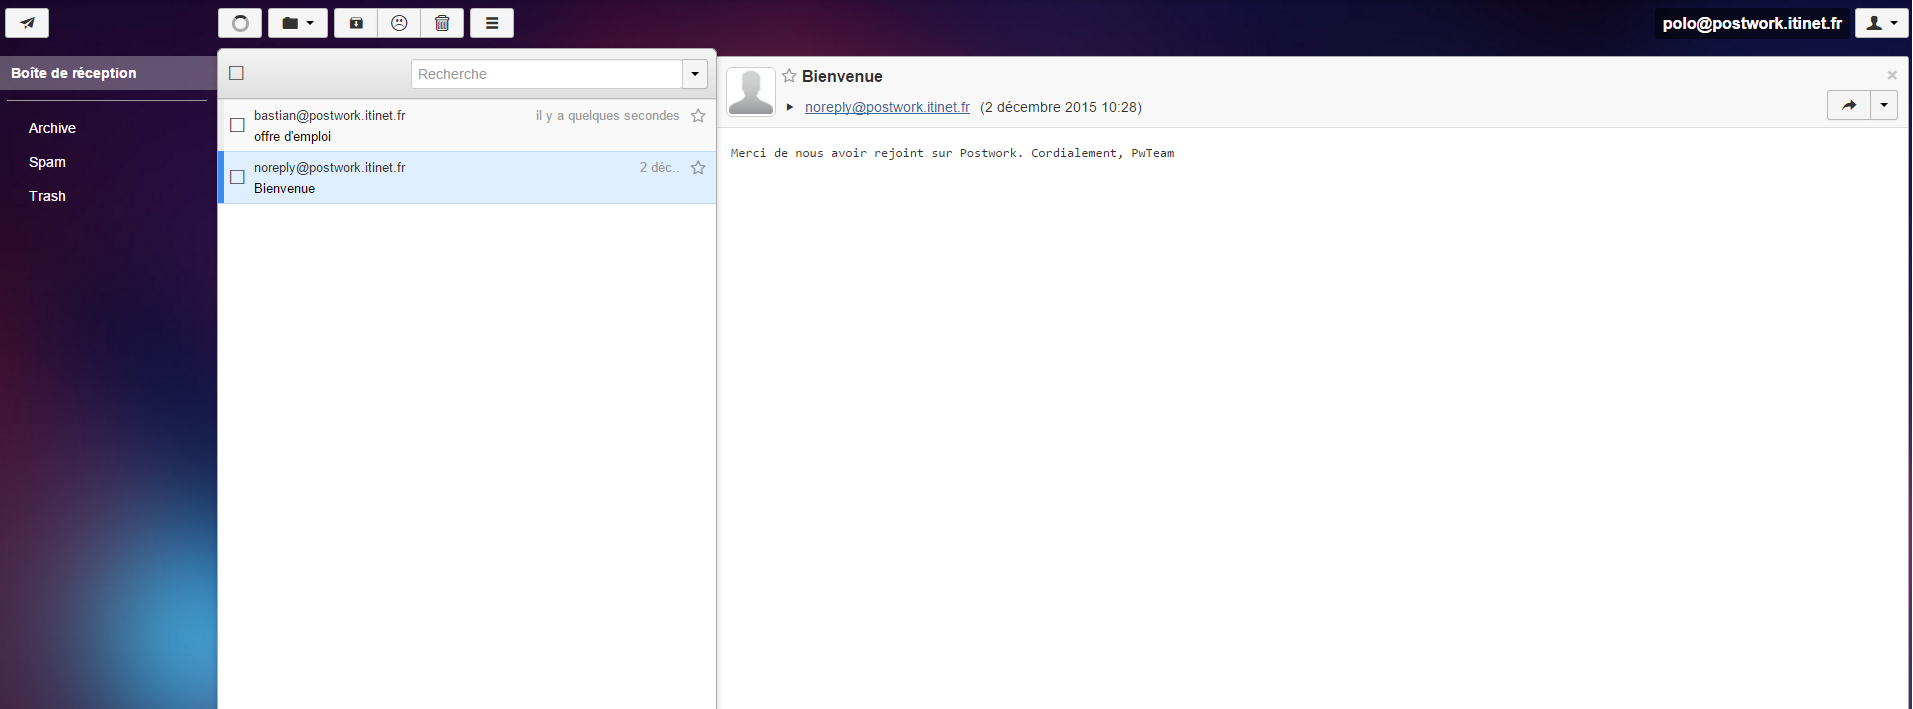 polo@postwork.itinet.fr
Boîte de réception
Archive
Spam
Trash
Recherche
bastian@postwork.itinet.fr il y a quelques secondes
offre d'emploi
noreply@postwork.itinet.fr 2 déc..
Bienvenue
Bienvenue
noreply@postwork.itinet.fr (2 décembre 2015 10:28)
Merci de nous avoir rejoint sur Postwork. Cordialement, PwTeam